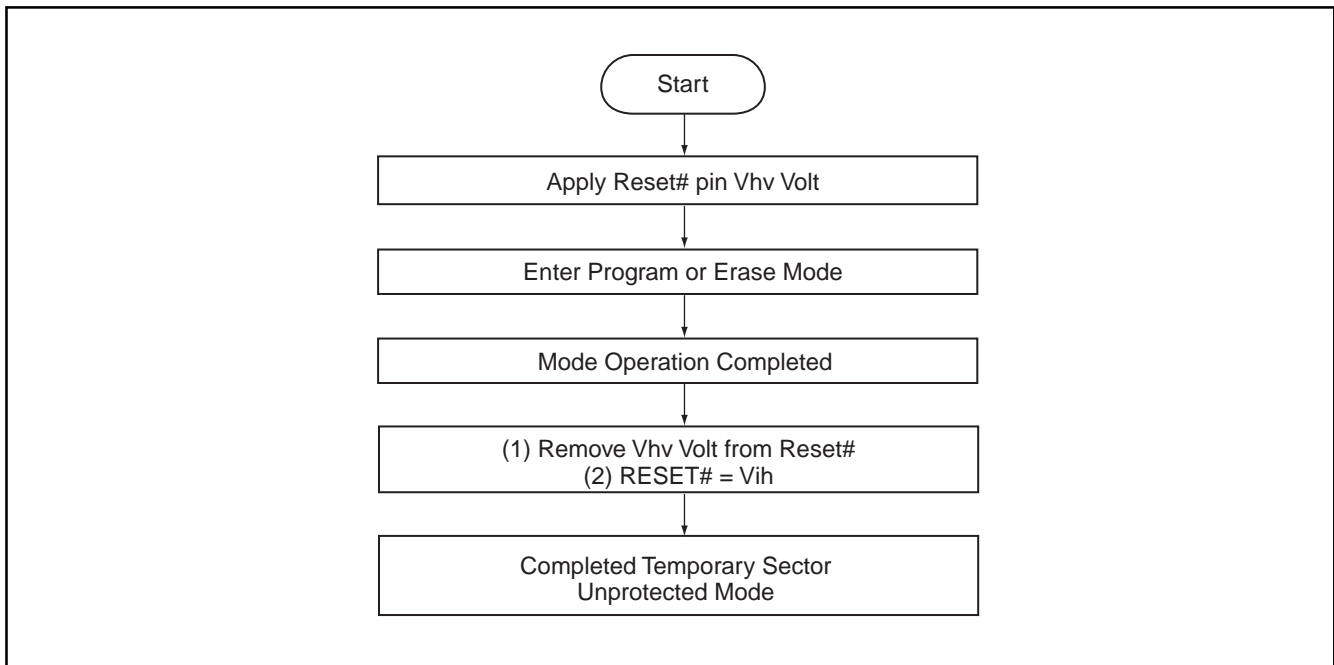 Start
Apply Reset# pin Vhv Volt
Enter Program or Erase Mode
Mode Operation Completed
(1) Remove Vhv Volt from Reset#
(2) RESET# = Vih
Completed Temporary Sector
Unprotected Mode